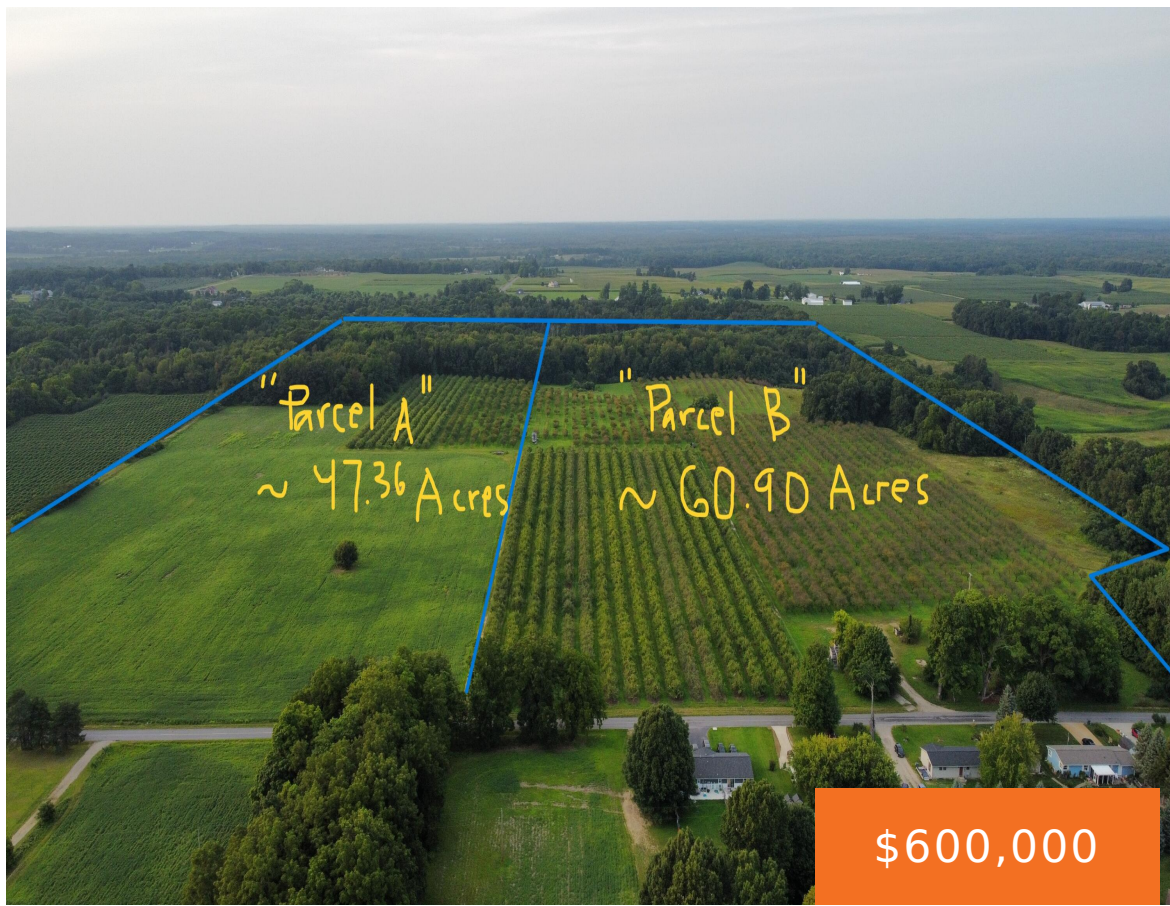 "Parcel A"
~ 47.36 Acres
"Parcel B"
~ 60.90 Acres
$600,000